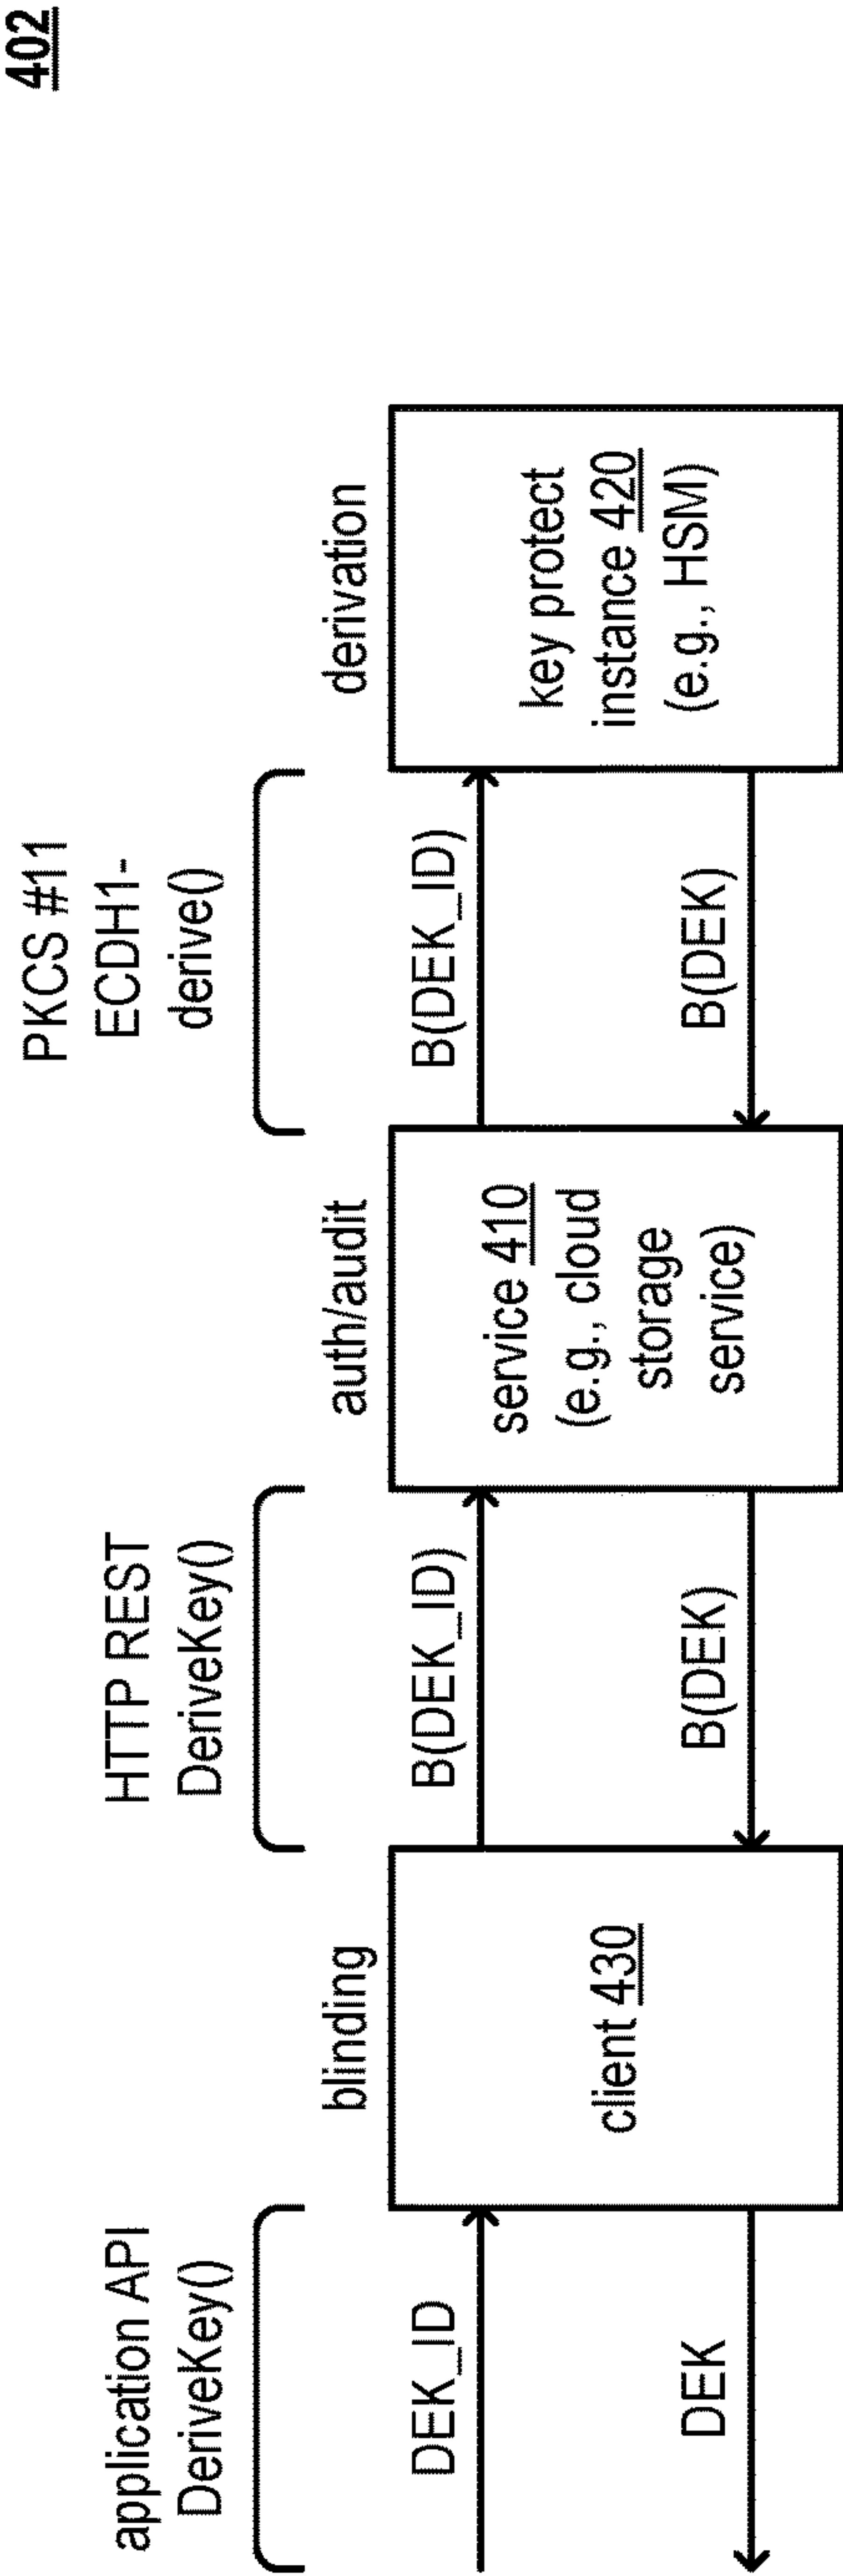 402
application API
DeriveKey()
HTTP REST
DeriveKey()
PKCS #11
ECDH1-
derive()
blinding
auth/audit
derivation
DEK_ID
B(DEK_ID)
B(DEK_ID)
client 430
service 410
(e.g., cloud
storage
service)
key protect
instance 420
(e.g., HSM)
DEK
B(DEK)
B(DEK)